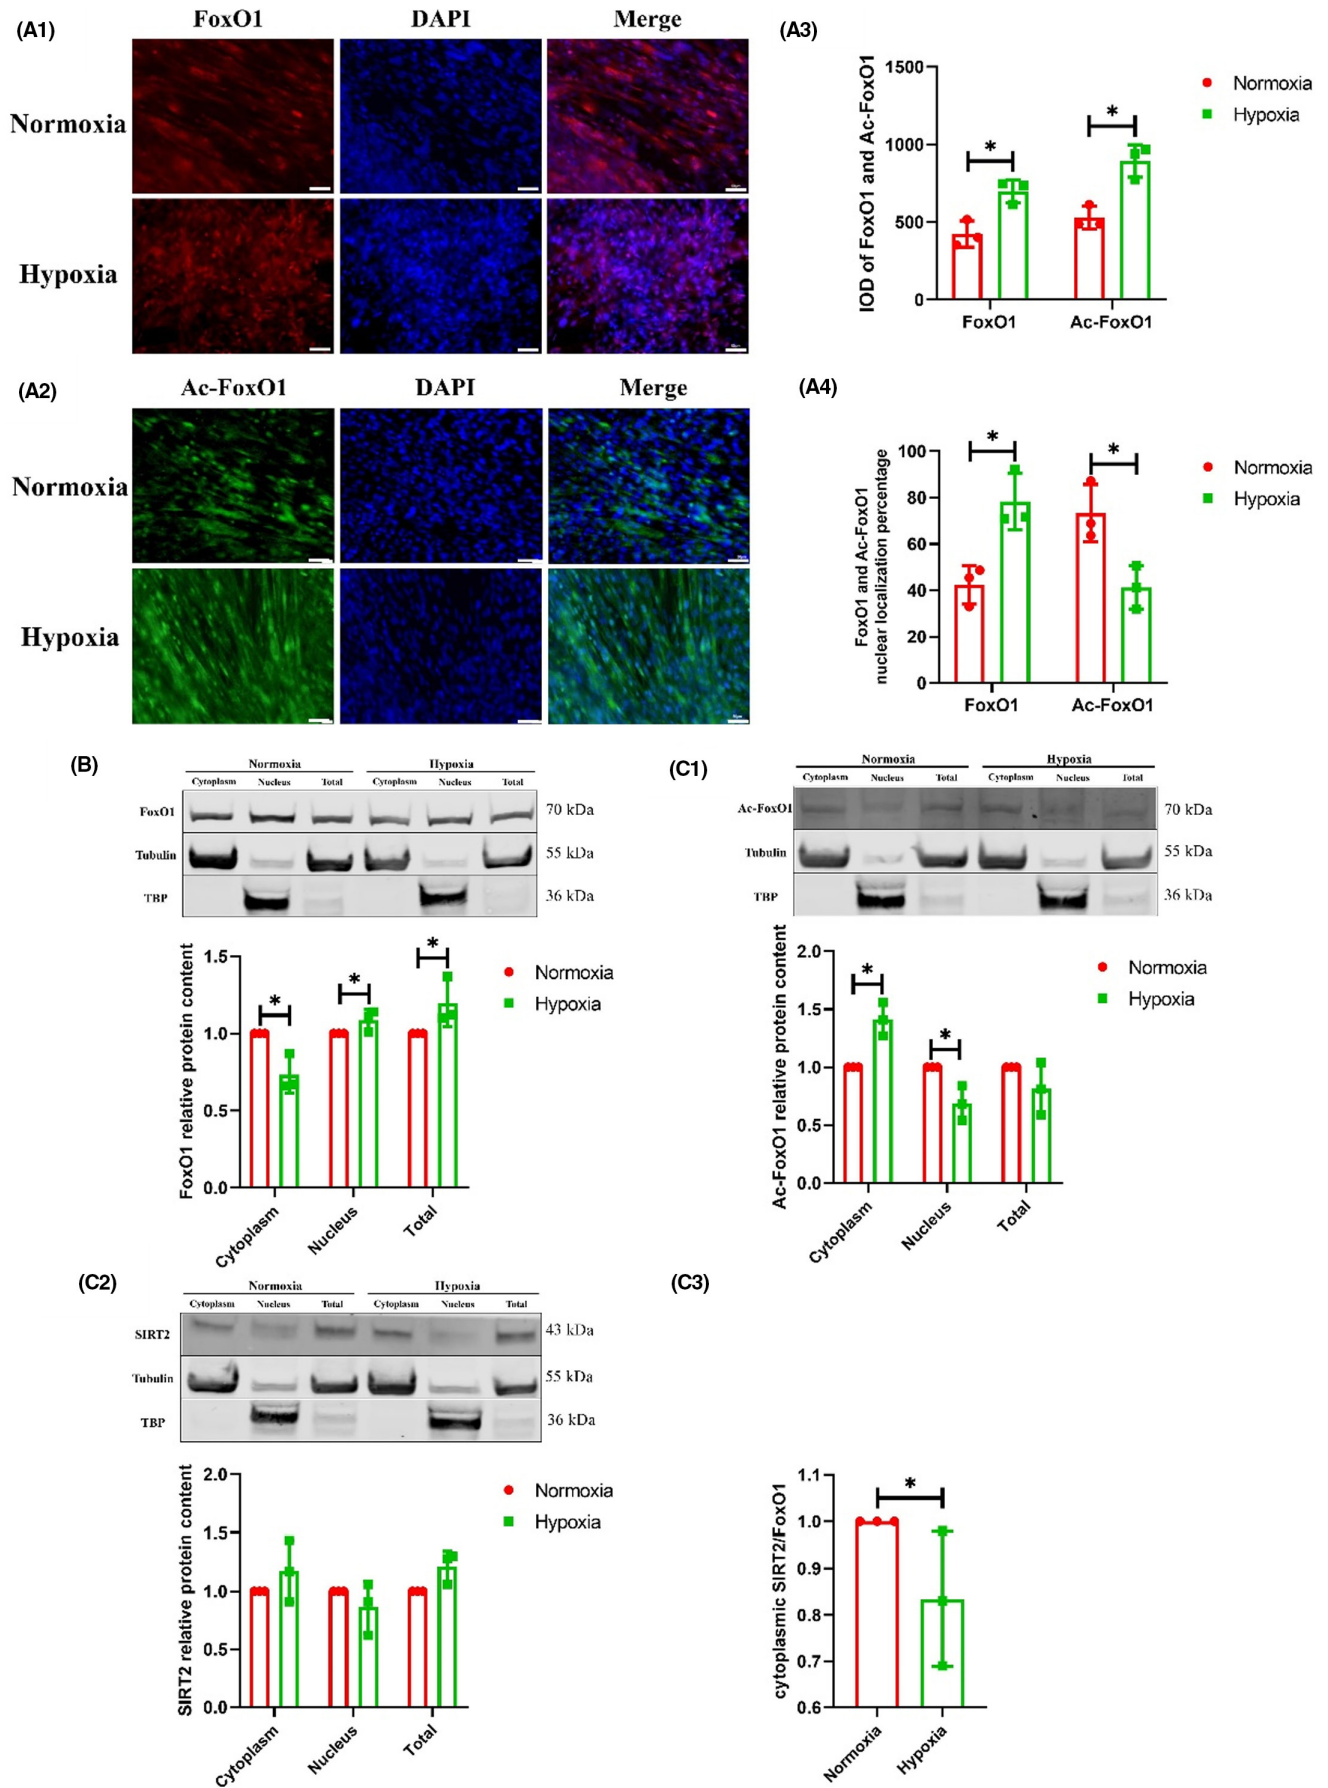 (A1)
FoxO1 DAPI Merge
Normoxia
Hypoxia
(A2)
Ac-FoxO1 DAPI Merge
Normoxia
Hypoxia
(A3)
IOD of FoxO1 and Ac-FoxO1
1500
1000
500
0
* *
FoxO1 Ac-FoxO1
Normoxia
Hypoxia
(A4)
FoxO1 and Ac-FoxO1
nuclear localization percentage
100
80
60
40
20
0
* *
FoxO1 Ac-FoxO1
Normoxia
Hypoxia
(B)
Normoxia Hypoxia
Cytoplasm Nucleus Total Cytoplasm Nucleus Total
FoxO1 70 kDa
Tubulin 55 kDa
TBP 36 kDa
FoxO1 relative protein content
1.5
1.0
0.5
0.0
* * *
Cytoplasm Nucleus Total
Normoxia
Hypoxia
(C1)
Normoxia Hypoxia
Cytoplasm Nucleus Total Cytoplasm Nucleus Total
Ac-FoxO1 70 kDa
Tubulin 55 kDa
TBP 36 kDa
Ac-FoxO1 relative protein content
2.0
1.5
1.0
0.5
0.0
* *
Cytoplasm Nucleus Total
Normoxia
Hypoxia
(C2)
Normoxia Hypoxia
Cytoplasm Nucleus Total Cytoplasm Nucleus Total
SIRT2 43 kDa
Tubulin 55 kDa
TBP 36 kDa
SIRT2 relative protein content
2.0
1.5
1.0
0.5
0.0
Cytoplasm Nucleus Total
Normoxia
Hypoxia
(C3)
cytoplasmic SIRT2/FoxO1
1.1
1.0
0.9
0.8
0.7
0.6
*
Normoxia Hypoxia